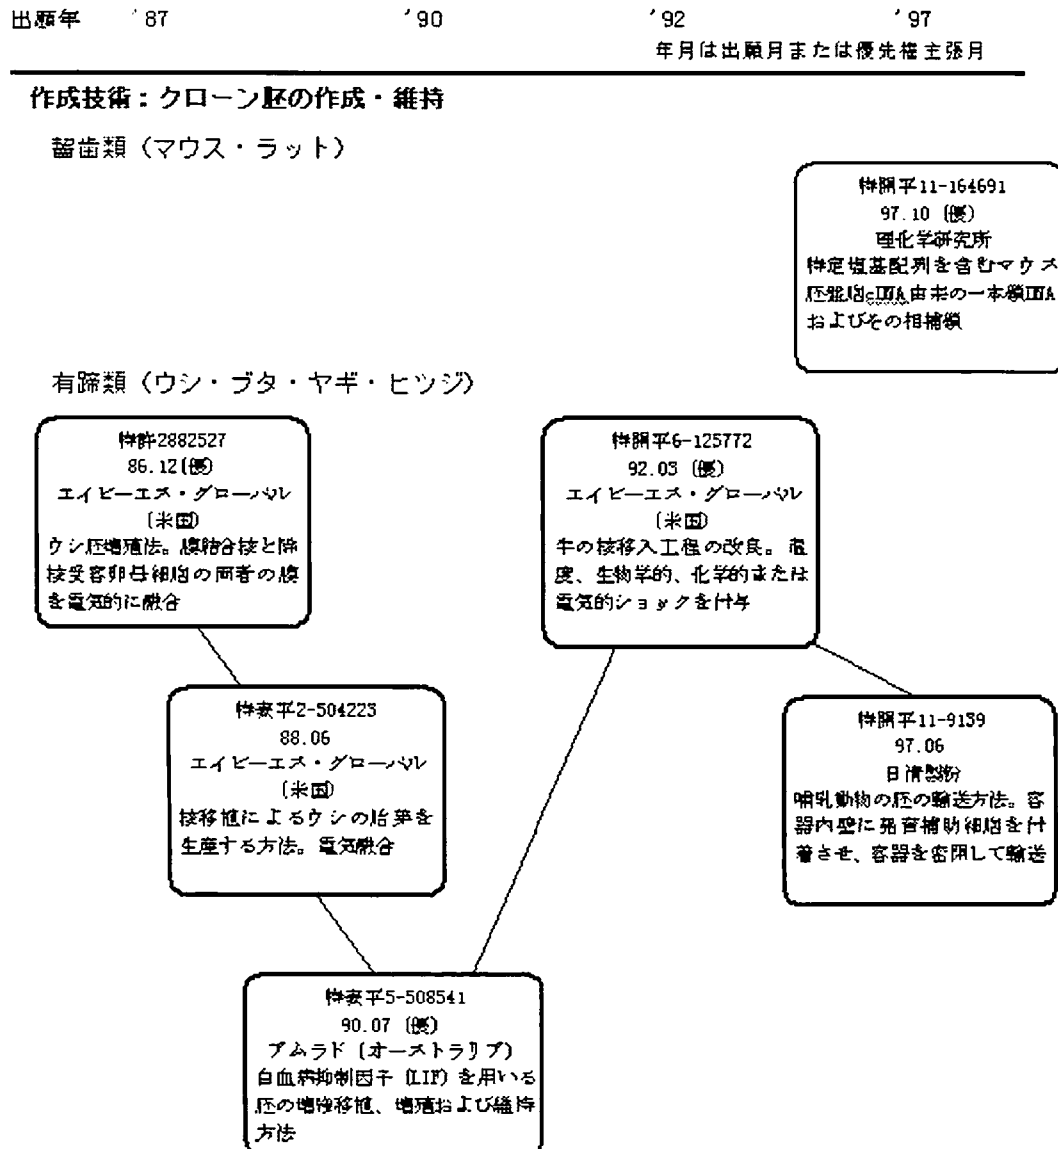 出願年 '87 '90 '92 '97
年月は出願月または優先権主張月
作成技術：クローン胚の作成・維持
齧歯類（マウス・ラット）
特開平11-164691
97.10 (優)
理化学研究所
特定塩基配列を含むマウス
胚盤胞cDNA由来の一本鎖DNA
およびその相補鎖
有蹄類（ウシ・ブタ・ヤギ・ヒツジ）
特許2882527
86.12(優)
エイビーエス・グローバル
(米国)
ウシ胚増殖法。膜結合核と除
核受容卵母細胞の両者の膜
を電気的に融合
特開平6-125772
92.03 (優)
エイビーエス・グローバル
(米国)
牛の核移入工程の改良。温
度、生物学的、化学的または
電気的ショックを付与
特表平2-504223
88.06
エイビーエス・グローバル
(米国)
核移植によるウシの胎芽を
生産する方法。電気融合
特開平11-9139
97.06
日清製粉
哺乳動物の胚の輸送方法。容
器内壁に発育補助細胞を付
着させ、容器を密閉して輸送
特表平5-508541
90.07 (優)
アムラド (オーストラリア)
白血病抑制因子 (LIF) を用いる
胚の増強移植、増殖および維持
方法